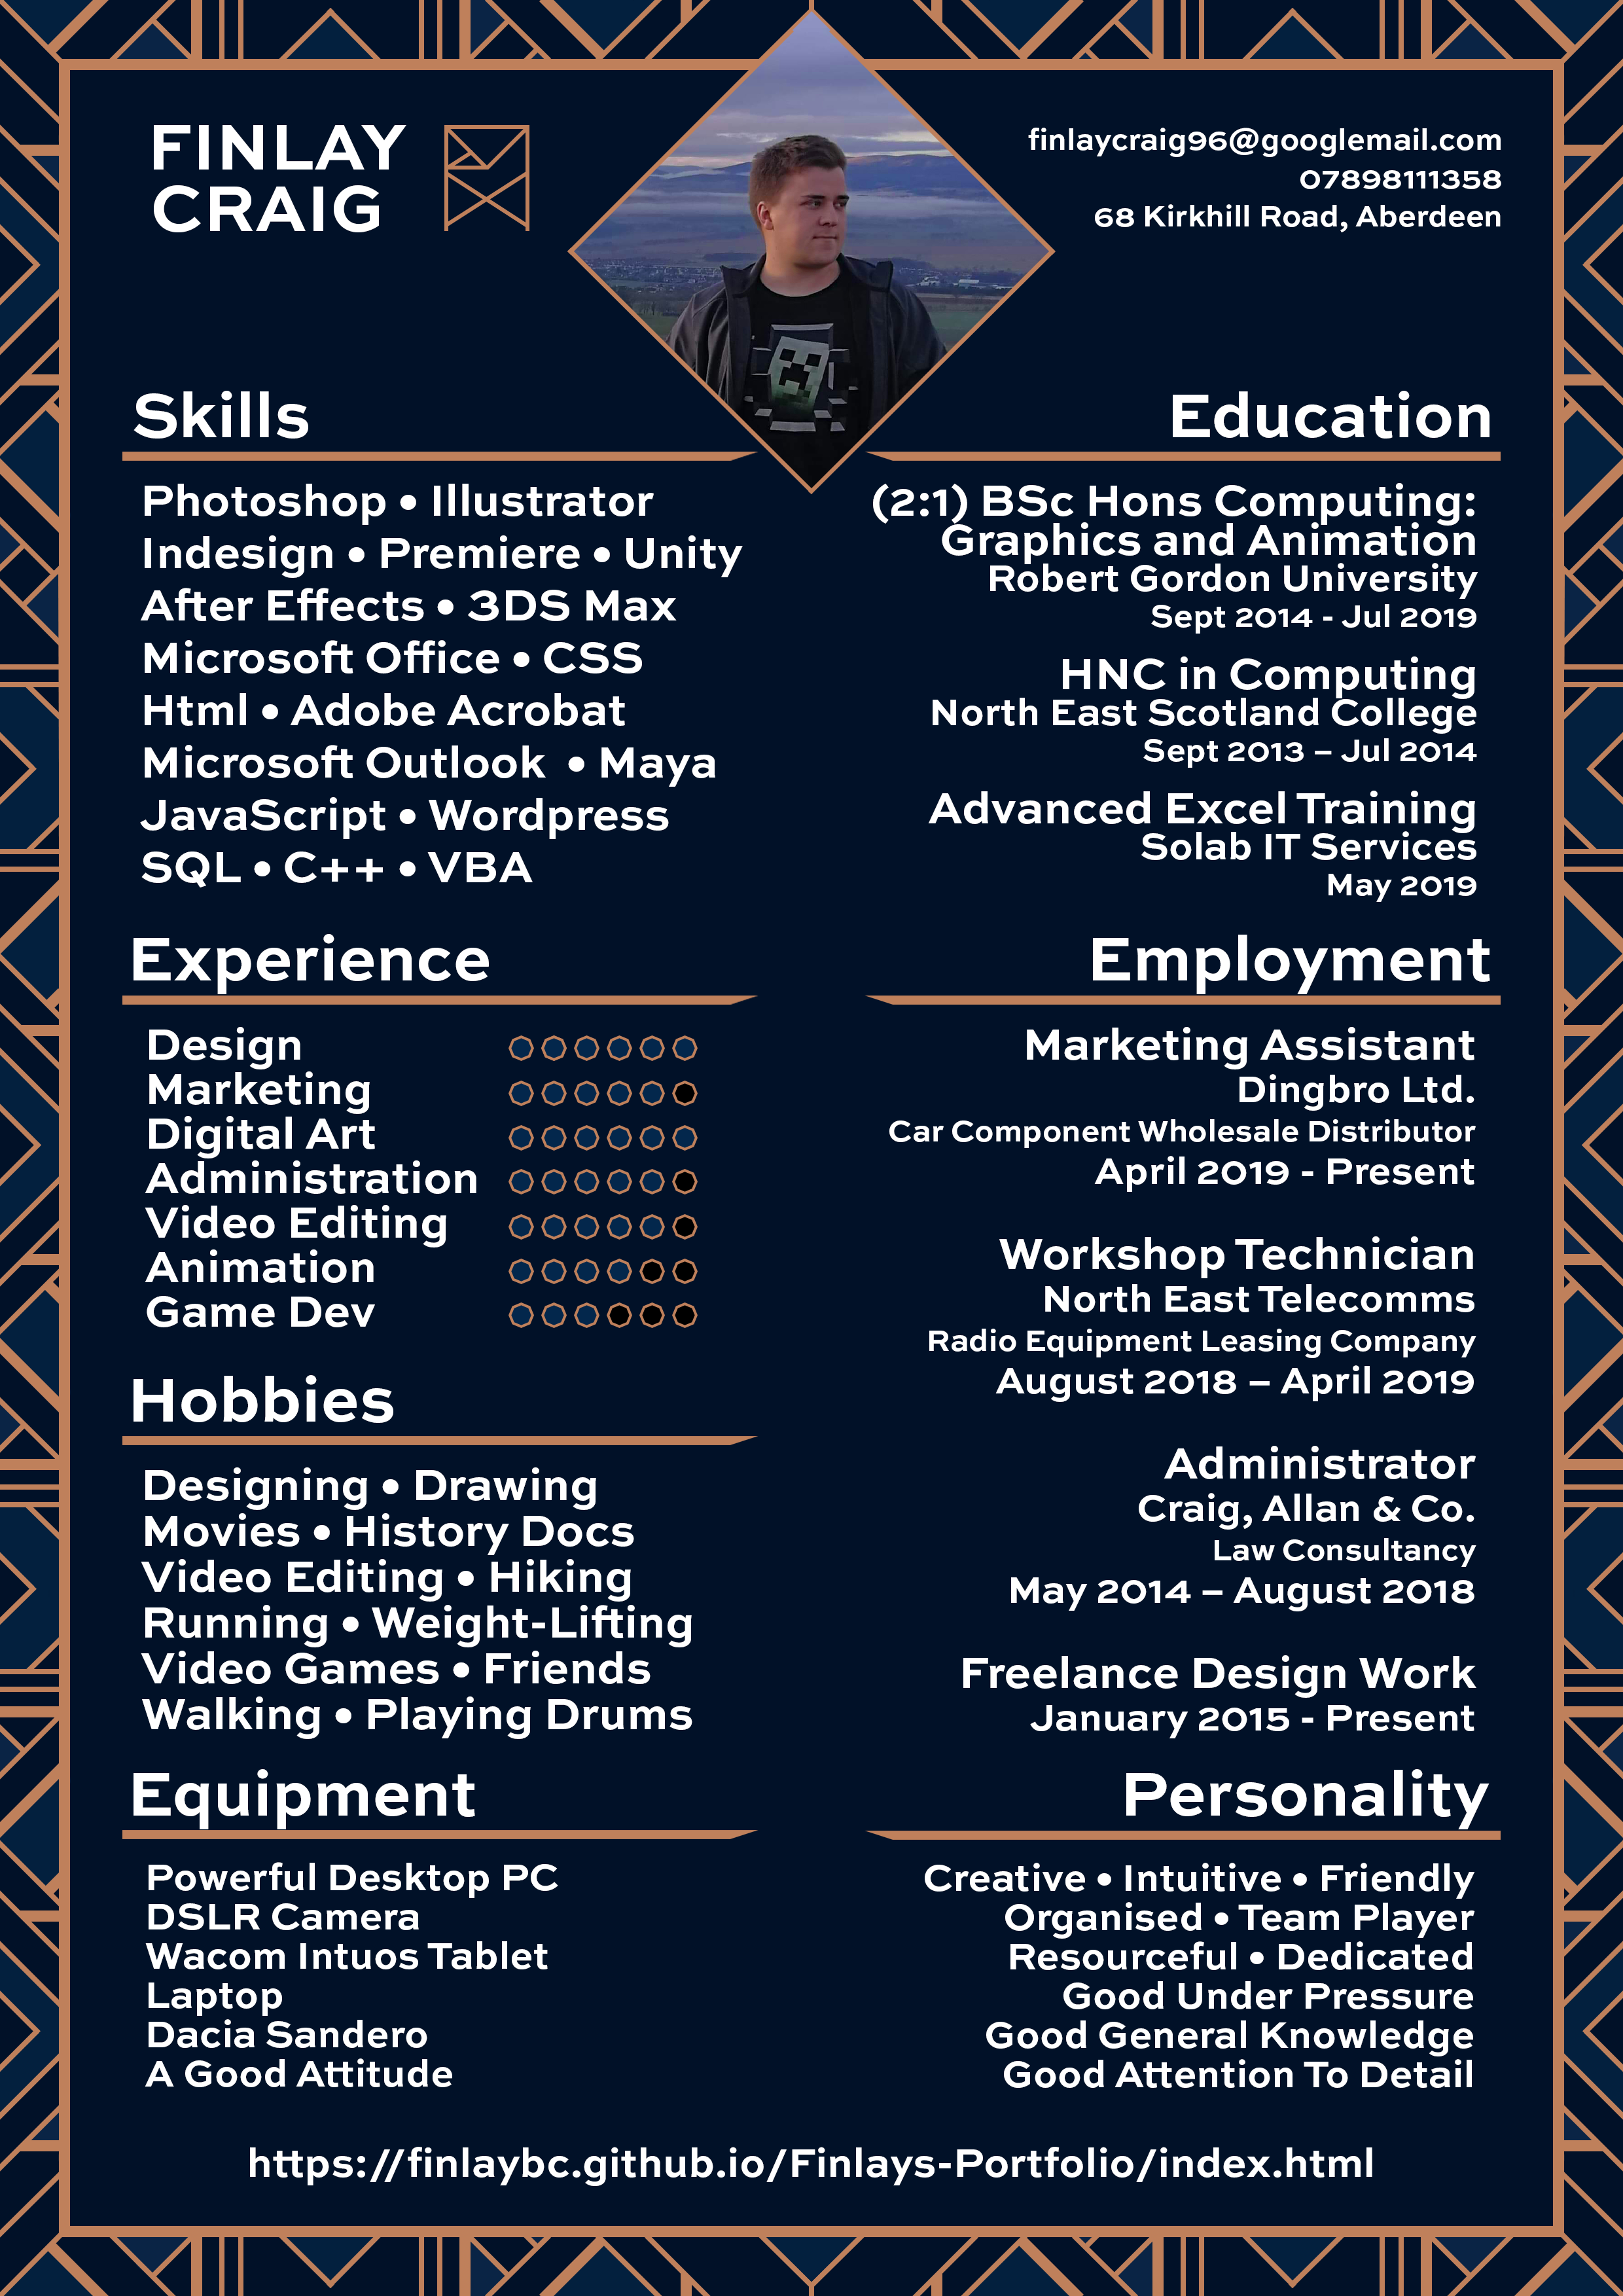 FINLAY
CRAIG
finlaycraig96@googlemail.com
07898111358
68 Kirkhill Road, Aberdeen
Skills
Photoshop • Illustrator
Indesign • Premiere • Unity
After Effects • 3DS Max
Microsoft Office • CSS
Html • Adobe Acrobat
Microsoft Outlook • Maya
JavaScript • Wordpress
SQL • C++ • VBA
Education
(2:1) BSc Hons Computing:
Graphics and Animation
Robert Gordon University
Sept 2014 - Jul 2019
HNC in Computing
North East Scotland College
Sept 2013 – Jul 2014
Advanced Excel Training
Solab IT Services
May 2019
Experience
Design
Marketing
Digital Art
Administration
Video Editing
Animation
Game Dev
Employment
Marketing Assistant
Dingbro Ltd.
Car Component Wholesale Distributor
April 2019 - Present
Workshop Technician
North East Telecomms
Radio Equipment Leasing Company
August 2018 – April 2019
Administrator
Craig, Allan & Co.
Law Consultancy
May 2014 – August 2018
Freelance Design Work
January 2015 - Present
Hobbies
Designing • Drawing
Movies • History Docs
Video Editing • Hiking
Running • Weight-Lifting
Video Games • Friends
Walking • Playing Drums
Equipment
Powerful Desktop PC
DSLR Camera
Wacom Intuos Tablet
Laptop
Dacia Sandero
A Good Attitude
Personality
Creative • Intuitive • Friendly
Organised • Team Player
Resourceful • Dedicated
Good Under Pressure
Good General Knowledge
Good Attention To Detail
https://finlaybc.github.io/Finlays-Portfolio/index.html